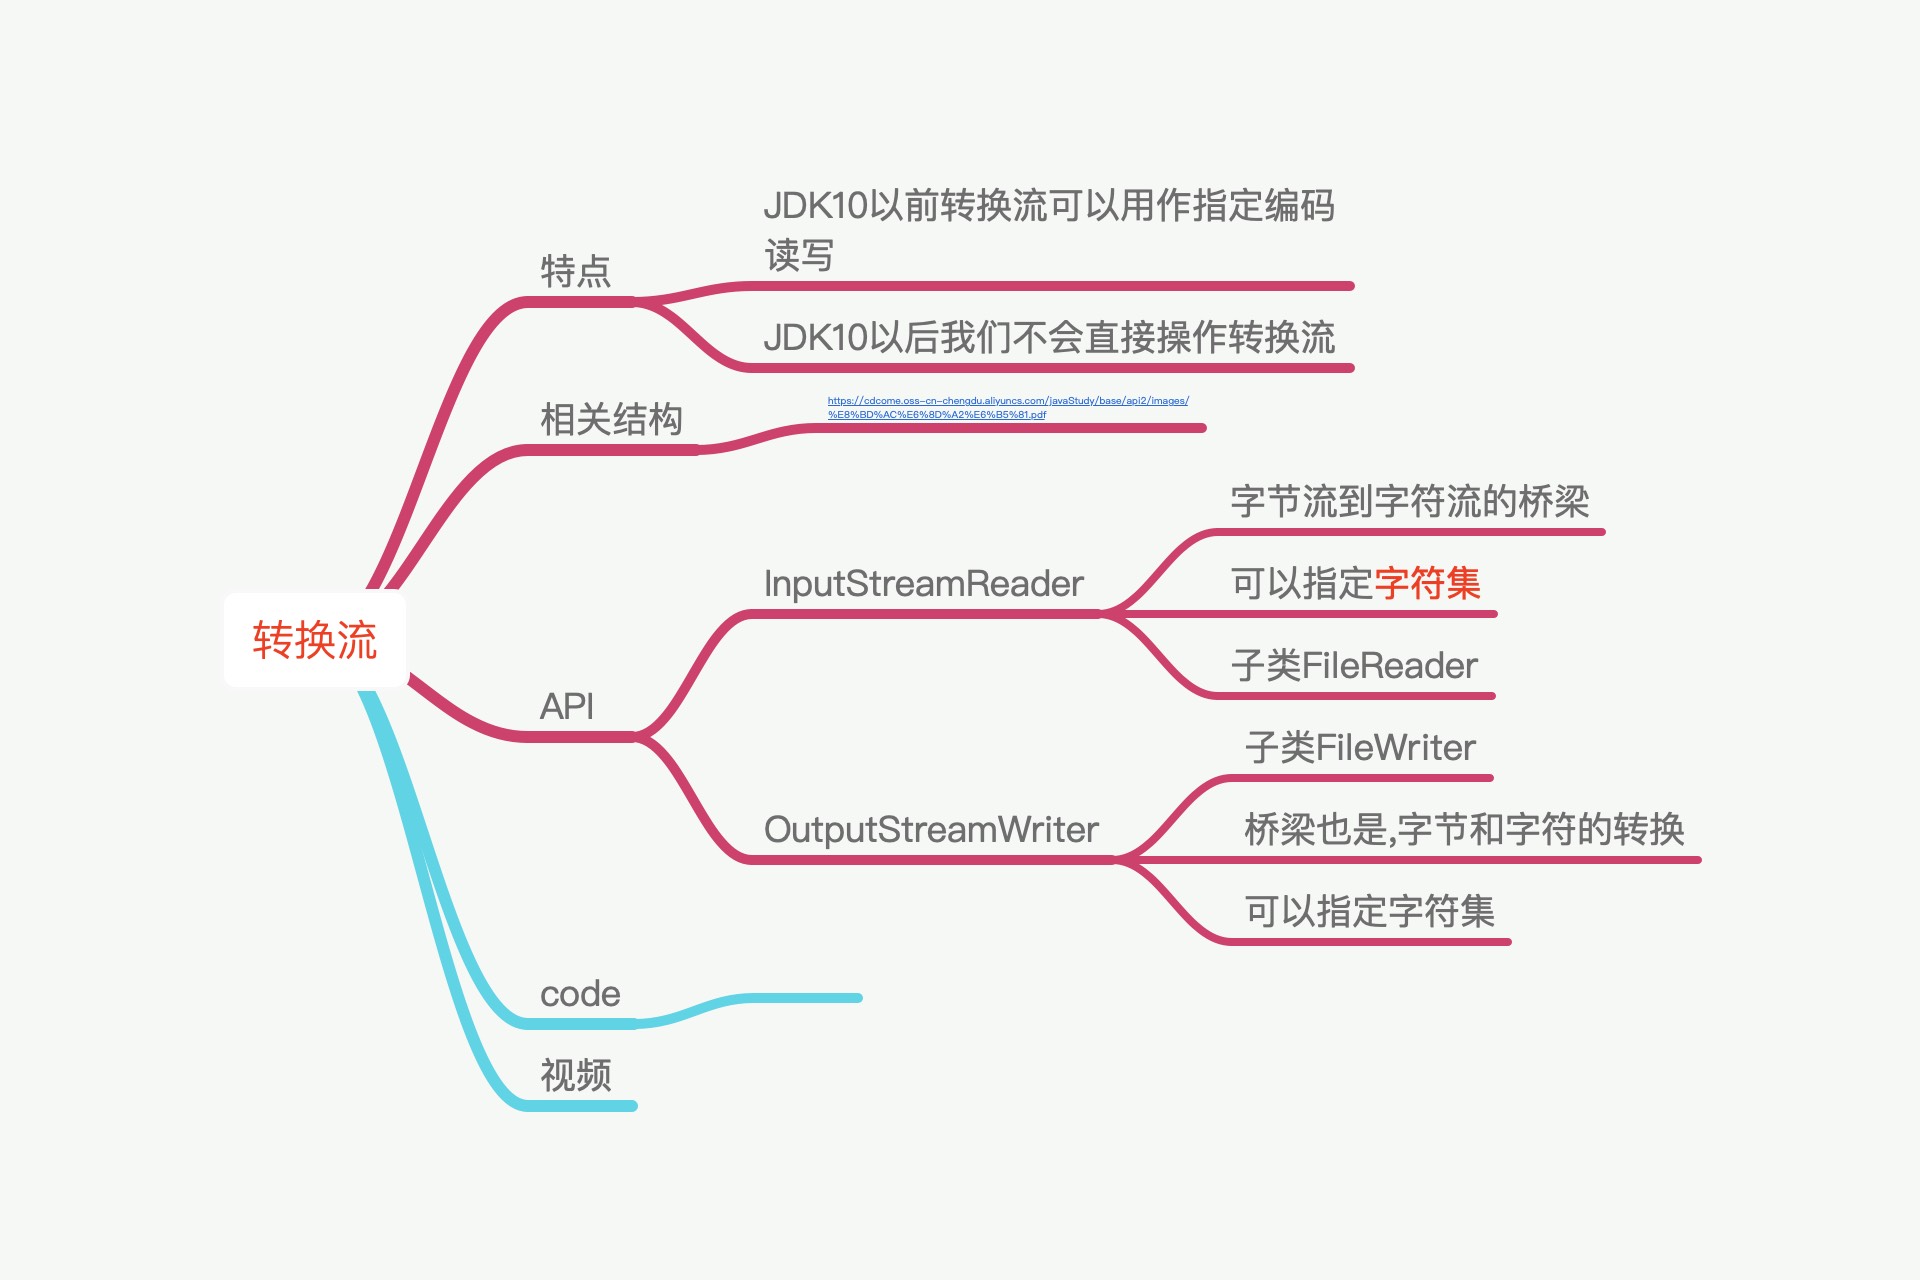 转换流
特点
JDK10以前转换流可以用作指定编码
读写
JDK10以后我们不会直接操作转换流
相关结构
https://cdcome.oss-cn-chengdu.aliyuncs.com/javaStudy/base/api2/images/
%E8%BD%AC%E6%8D%A2%E6%B5%81.pdf
API
InputStreamReader
字节流到字符流的桥梁
可以指定字符集
子类FileReader
OutputStreamWriter
子类FileWriter
桥梁也是,字节和字符的转换
可以指定字符集
code
视频